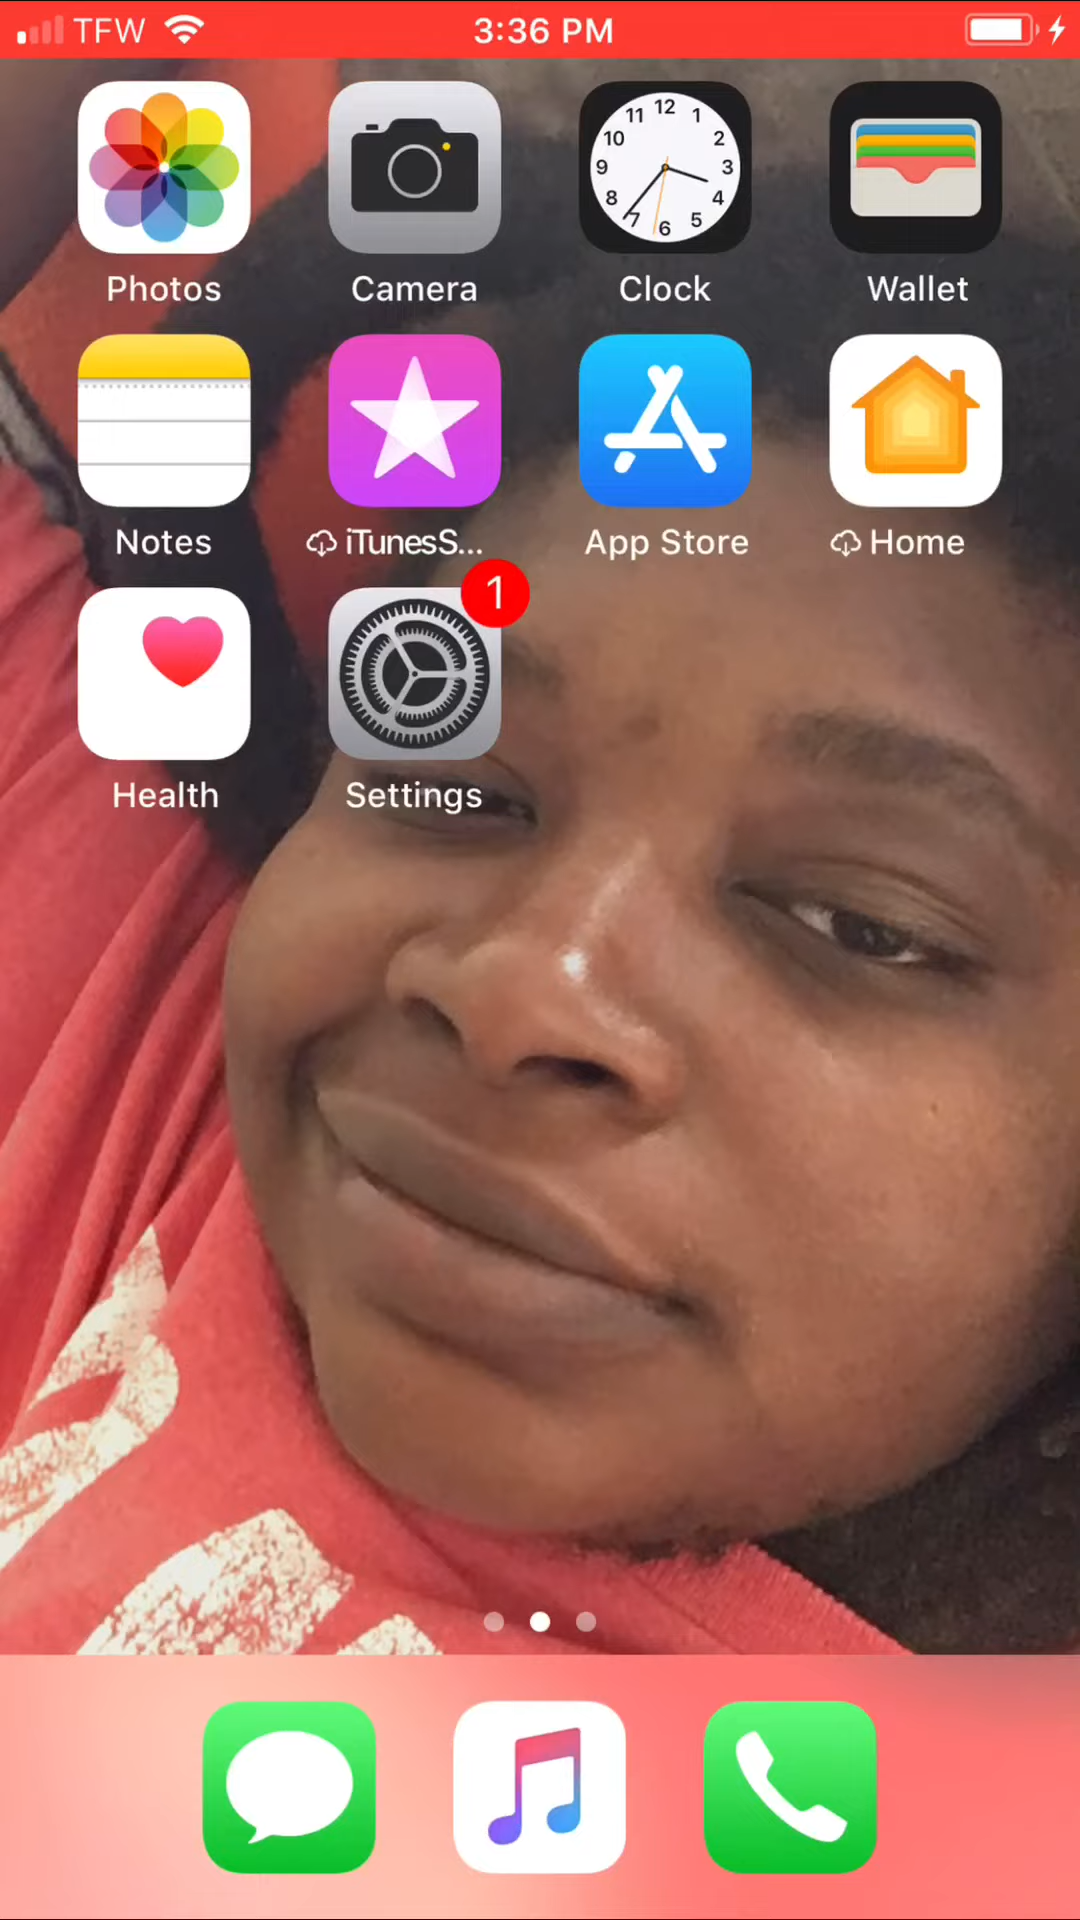 TFW 3:36 PM
12
11 1
10 2
9 3
8 4
7 5
6
Photos Camera Clock Wallet
Notes iTunesS... App Store Home
1
Health Settings